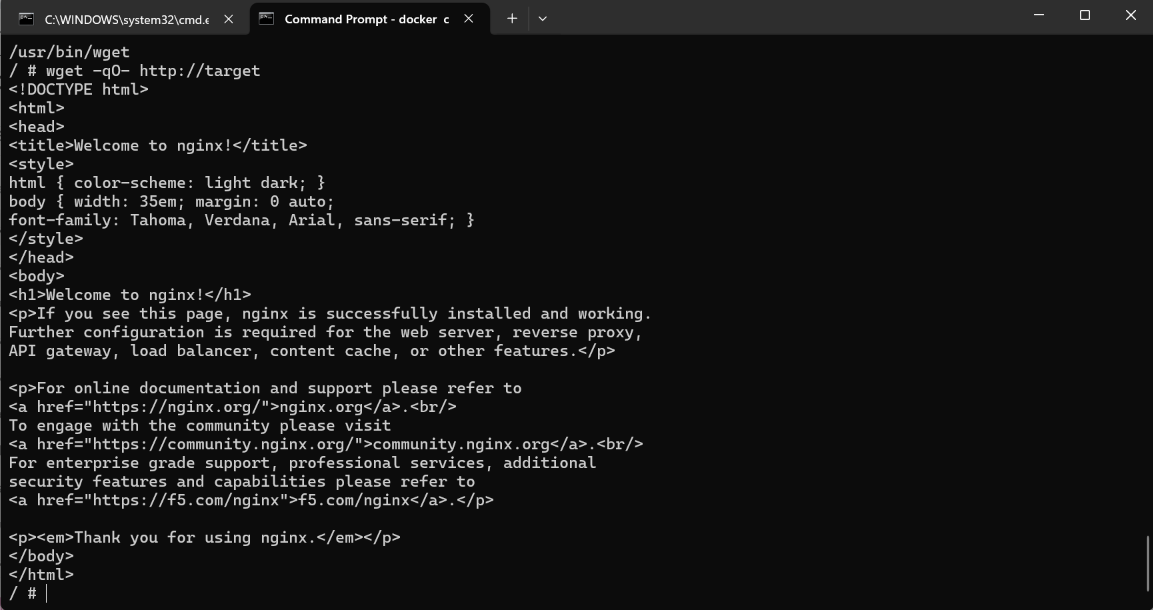 C:\WINDOWS\system32\cmd.e
Command Prompt - docker c
/usr/bin/wget
/ # wget -qO- http://target
<!DOCTYPE html>
<html>
<head>
<title>Welcome to nginx!</title>
<style>
html { color-scheme: light dark; }
body { width: 35em; margin: 0 auto;
font-family: Tahoma, Verdana, Arial, sans-serif; }
</style>
</head>
<body>
<h1>Welcome to nginx!</h1>
<p>If you see this page, nginx is successfully installed and working.
Further configuration is required for the web server, reverse proxy,
API gateway, load balancer, content cache, or other features.</p>

<p>For online documentation and support please refer to
<a href="https://nginx.org/">nginx.org</a>.<br/>
To engage with the community please visit
<a href="https://community.nginx.org/">community.nginx.org</a>.<br/>
For enterprise grade support, professional services, additional
security features and capabilities please refer to
<a href="https://f5.com/nginx">f5.com/nginx</a>.</p>

<p><em>Thank you for using nginx.</em></p>
</body>
</html>
/ #